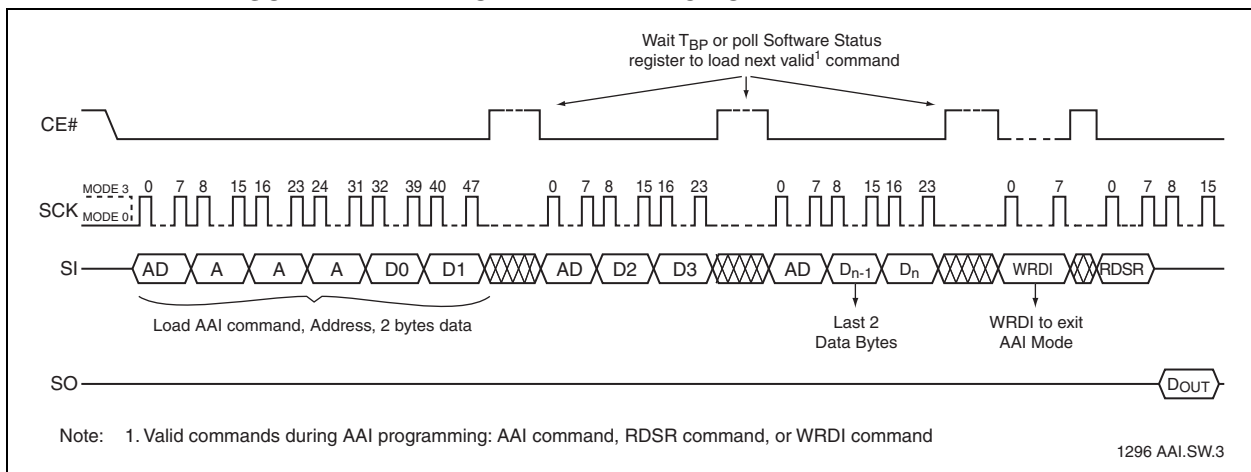 Wait TBP or poll Software Status
register to load next valid1 command
CE#
MODE 3
0 7 8 15 16 23 24 31 32 39 40 47 0 7 8 15 16 23 0 7 8 15 16 23 0 7 0 7 8 15
SCK
MODE 0
SI AD A A A D0 D1 AD D2 D3 AD Dn-1 Dn WRDI RDSR
Load AAI command, Address, 2 bytes data
Last 2
Data Bytes
WRDI to exit
AAI Mode
SO DOUT
Note: 1. Valid commands during AAI programming: AAI command, RDSR command, or WRDI command
1296 AAI.SW.3